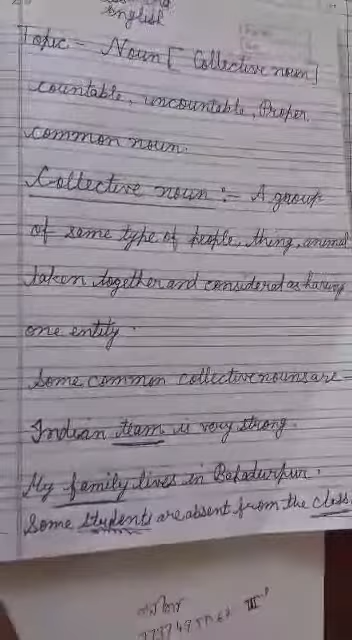 english
Topic - Noun [ Collective noun ]
countable, uncountable, Proper,
common noun.
Collective noun :- A group
of same type of people, thing, animal
taken together and considered as having
one entity.
Some common collective nouns are -
Indian team is very strong.
My family lives in Bahadurpur.
Some students are absent from the class.
III